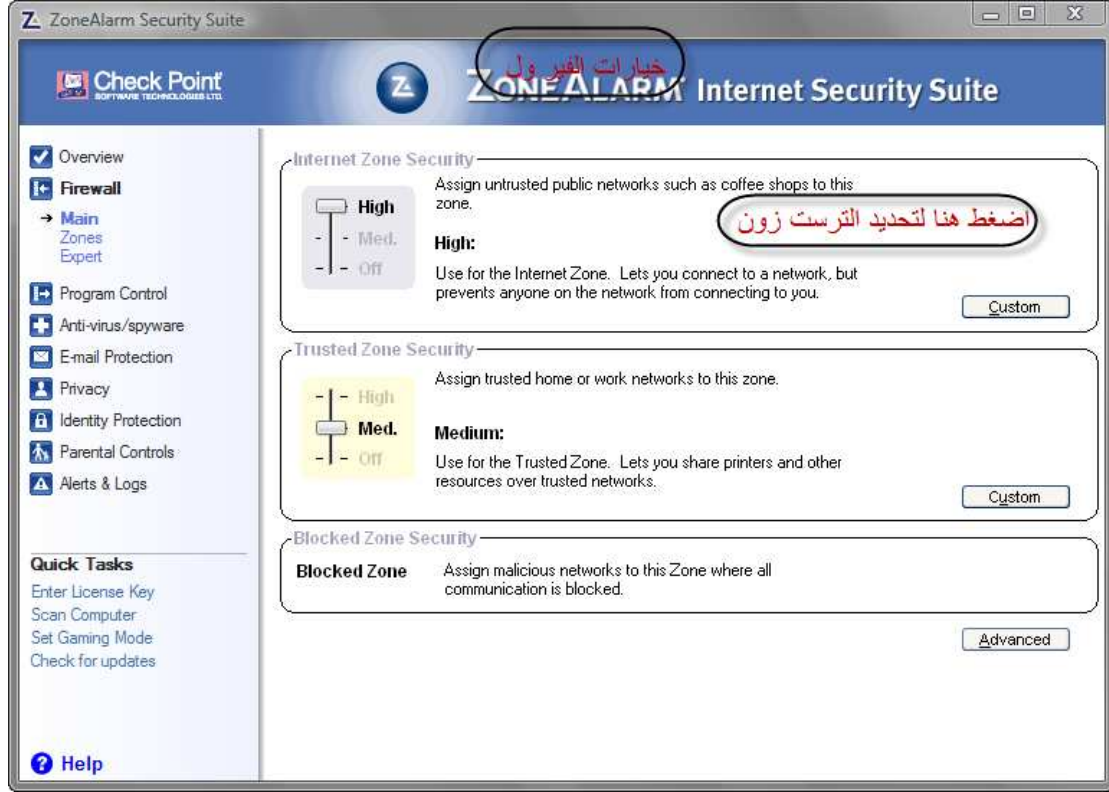 ZoneAlarm Security Suite
Check Point
SOFTWARE TECHNOLOGIES LTD.
خيارات الفير ول
ZONEALARM Internet Security Suite
Overview
Firewall
Main
Zones
Expert
Program Control
Anti-virus/spyware
E-mail Protection
Privacy
Identity Protection
Parental Controls
Alerts & Logs
Quick Tasks
Enter License Key
Scan Computer
Set Gaming Mode
Check for updates
Help
Internet Zone Security
High
Med.
Off
Assign untrusted public networks such as coffee shops to this
zone.
اضغط هنا لتحديد الترست زون
High:
Use for the Internet Zone. Lets you connect to a network, but
prevents anyone on the network from connecting to you.
Custom
Trusted Zone Security
High
Med.
Off
Assign trusted home or work networks to this zone.
Medium:
Use for the Trusted Zone. Lets you share printers and other
resources over trusted networks.
Custom
Blocked Zone Security
Blocked Zone
Assign malicious networks to this Zone where all
communication is blocked.
Advanced